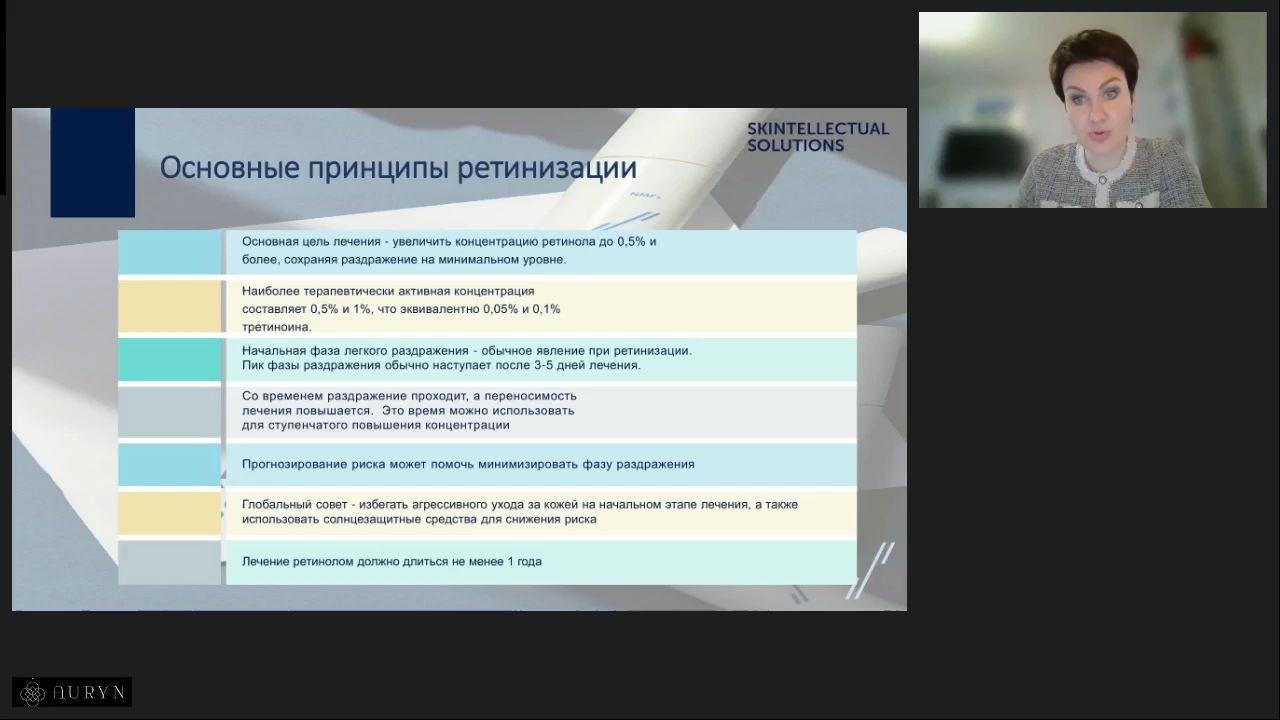 SKINTELLECTUAL
SOLUTIONS
Основные принципы ретинизации
Основная цель лечения - увеличить концентрацию ретинола до 0,5% и
более, сохраняя раздражение на минимальном уровне.
Наиболее терапевтически активная концентрация
составляет 0,5% и 1%, что эквивалентно 0,05% и 0,1%
третиноина.
Начальная фаза легкого раздражения - обычное явление при ретинизации.
Пик фазы раздражения обычно наступает после 3-5 дней лечения.
Со временем раздражение проходит, а переносимость
лечения повышается. Это время можно использовать
для ступенчатого повышения концентрации
Прогнозирование риска может помочь минимизировать фазу раздражения
Глобальный совет - избегать агрессивного ухода за кожей на начальном этапе лечения, а также
использовать солнцезащитные средства для снижения риска
Лечение ретинолом должно длиться не менее 1 года
AURYN